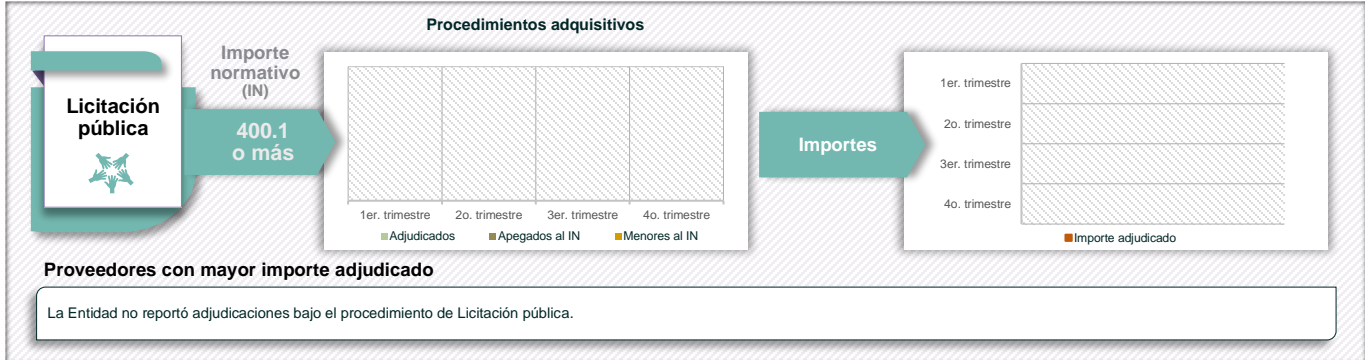 Procedimientos adquisitivos
Licitación
pública
Importe
normativo
(IN)
400.1
o más
1er. trimestre 2o. trimestre 3er. trimestre 4o. trimestre
Adjudicados Apegados al IN Menores al IN
Importes
1er. trimestre
2o. trimestre
3er. trimestre
4o. trimestre
Importe adjudicado
Proveedores con mayor importe adjudicado
La Entidad no reportó adjudicaciones bajo el procedimiento de Licitación pública.